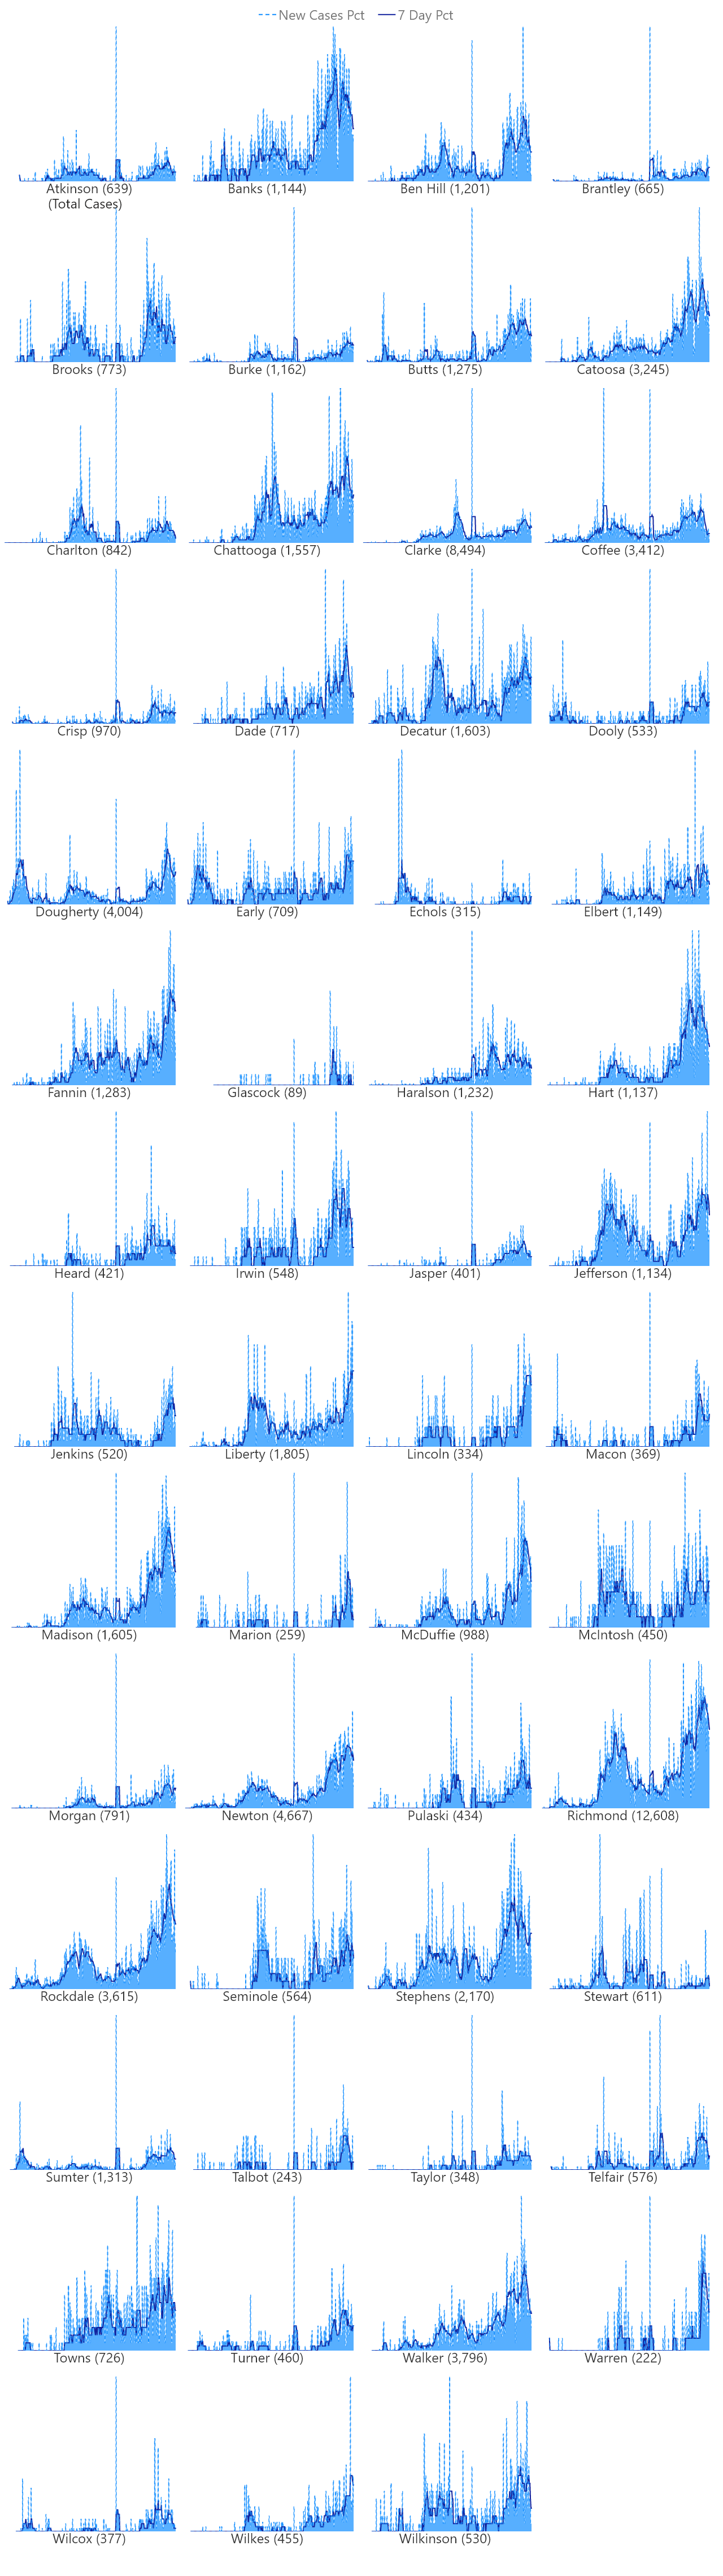 New Cases Pct 7 Day Pct
Atkinson (639) Banks (1,144) Ben Hill (1,201) Brantley (665)
(Total Cases)
Brooks (773) Burke (1,162) Butts (1,275) Catoosa (3,245)
Charlton (842) Chattooga (1,557) Clarke (8,494) Coffee (3,412)
Crisp (970) Dade (717) Decatur (1,603) Dooly (533)
Dougherty (4,004) Early (709) Echols (315) Elbert (1,149)
Fannin (1,283) Glascock (89) Haralson (1,232) Hart (1,137)
Heard (421) Irwin (548) Jasper (401) Jefferson (1,134)
Jenkins (520) Liberty (1,805) Lincoln (334) Macon (369)
Madison (1,605) Marion (259) McDuffie (988) McIntosh (450)
Morgan (791) Newton (4,667) Pulaski (434) Richmond (12,608)
Rockdale (3,615) Seminole (564) Stephens (2,170) Stewart (611)
Sumter (1,313) Talbot (243) Taylor (348) Telfair (576)
Towns (726) Turner (460) Walker (3,796) Warren (222)
Wilcox (377) Wilkes (455) Wilkinson (530)